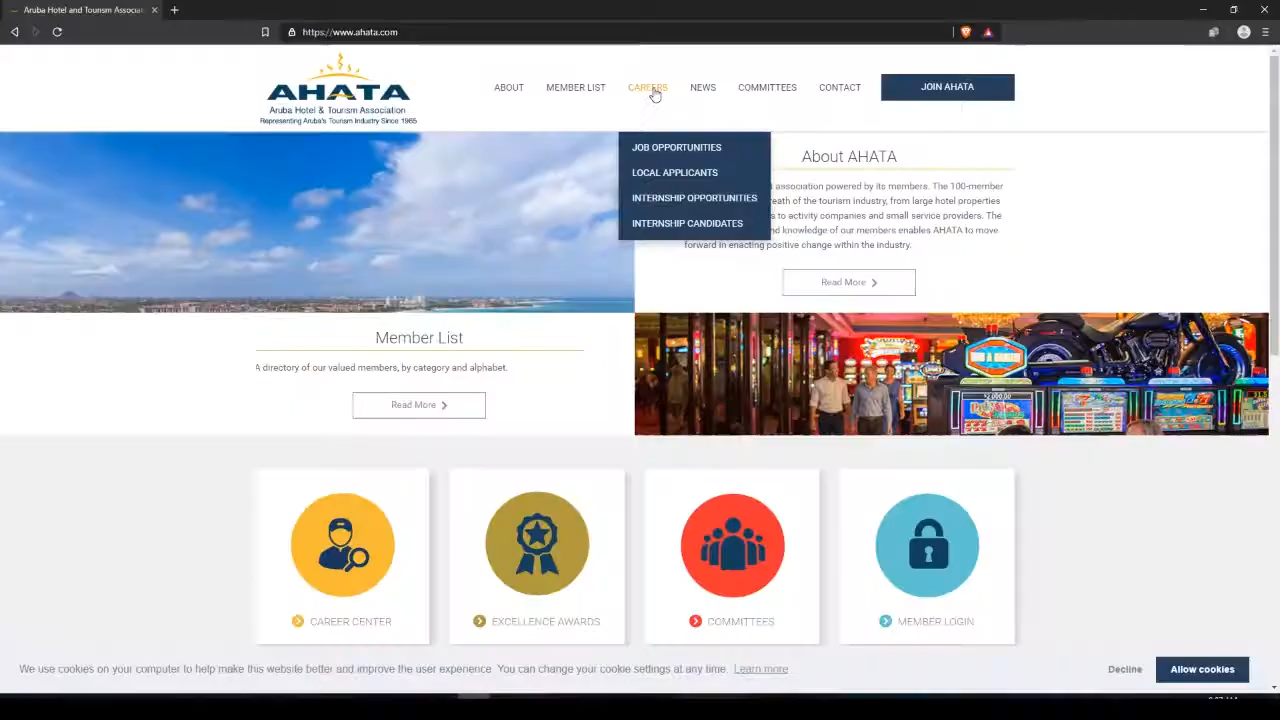 Aruba Hotel and Tourism Associat
https://www.ahata.com
AHATA
Aruba Hotel & Tourism Association
Representing Aruba's Tourism Industry Since 1965
ABOUT
MEMBER LIST
CAREERS
NEWS
COMMITTEES
CONTACT
JOIN AHATA
JOB OPPORTUNITIES
LOCAL APPLICANTS
INTERNSHIP OPPORTUNITIES
INTERNSHIP CANDIDATES
About AHATA
association powered by its members. The 100-member
reath of the tourism industry, from large hotel properties
s to activity companies and small service providers. The
nd knowledge of our members enables AHATA to move
forward in enacting positive change within the industry.
Read More
Member List
A directory of our valued members, by category and alphabet.
Read More
CAREER CENTER
EXCELLENCE AWARDS
COMMITTEES
MEMBER LOGIN
We use cookies on your computer to help make this website better and improve the user experience. You can change your cookie settings at any time. Learn more
Decline
Allow cookies